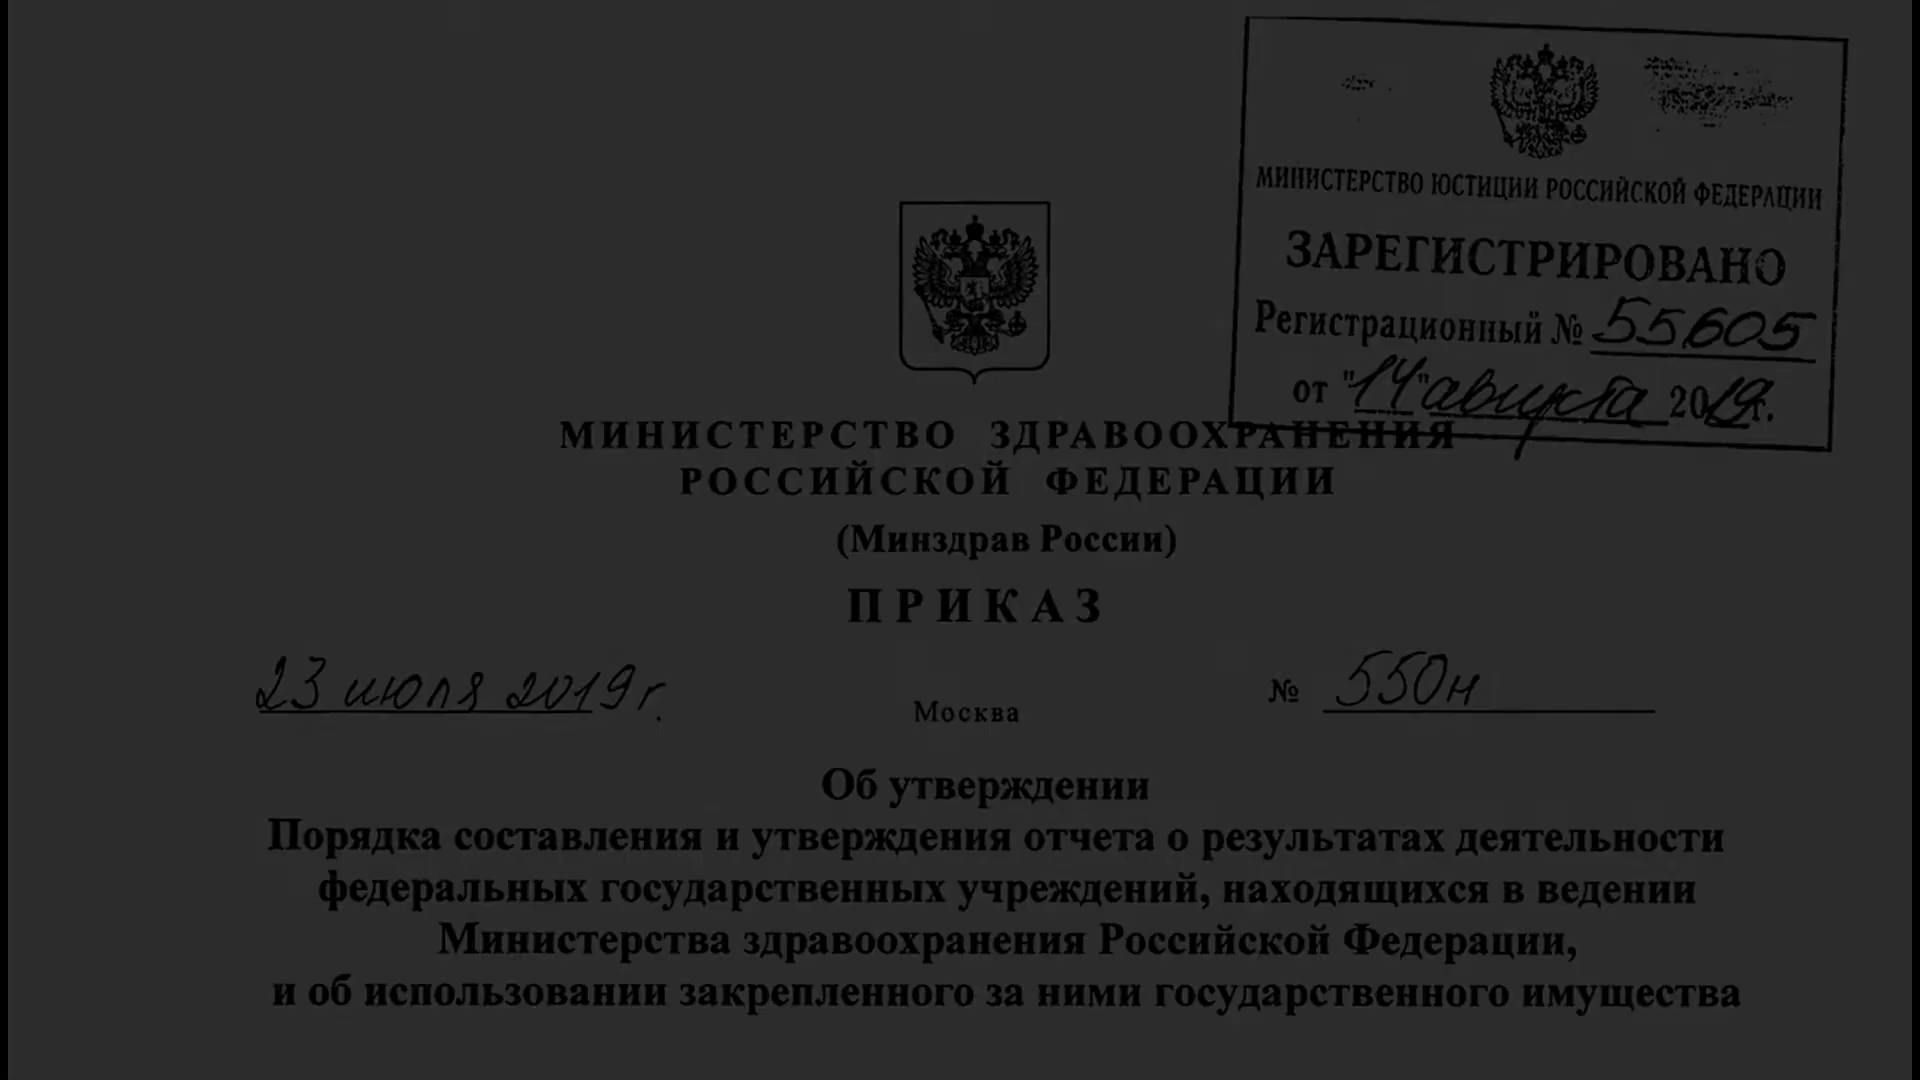 МИНИСТЕРСТВО ЮСТИЦИИ РОССИЙСКОЙ ФЕДЕРАЦИИ
ЗАРЕГИСТРИРОВАНО
Регистрационный № 55605
от "14" августа 2019г.
МИНИСТЕРСТВО ЗДРАВООХРАНЕНИЯ
РОССИЙСКОЙ ФЕДЕРАЦИИ
(Минздрав России)
ПРИКАЗ
23 июля 2019г.
Москва
№ 550н
Об утверждении
Порядка составления и утверждения отчета о результатах деятельности
федеральных государственных учреждений, находящихся в ведении
Министерства здравоохранения Российской Федерации,
и об использовании закрепленного за ними государственного имущества